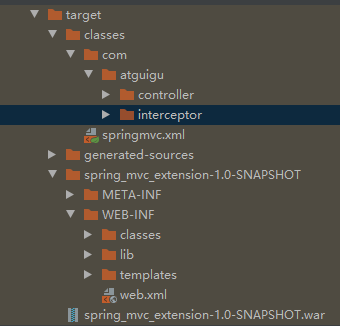 target
classes
com
atguigu
controller
interceptor
springmvc.xml
generated-sources
spring_mvc_extension-1.0-SNAPSHOT
META-INF
WEB-INF
classes
lib
templates
web.xml
spring_mvc_extension-1.0-SNAPSHOT.war